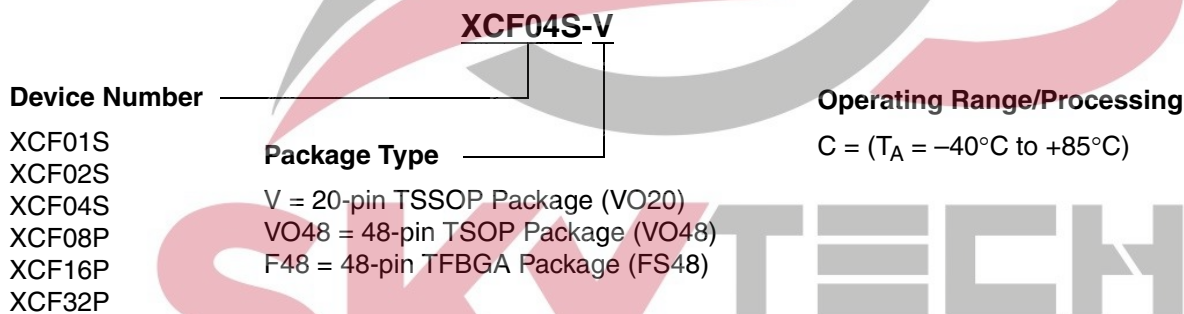 XCF04S-V
Device Number
XCF01S
XCF02S
XCF04S
XCF08P
XCF16P
XCF32P
Package Type
V = 20-pin TSSOP Package (VO20)
VO48 = 48-pin TSOP Package (VO48)
F48 = 48-pin TFBGA Package (FS48)
Operating Range/Processing
C = (TA = –40°C to +85°C)
SKYTECH